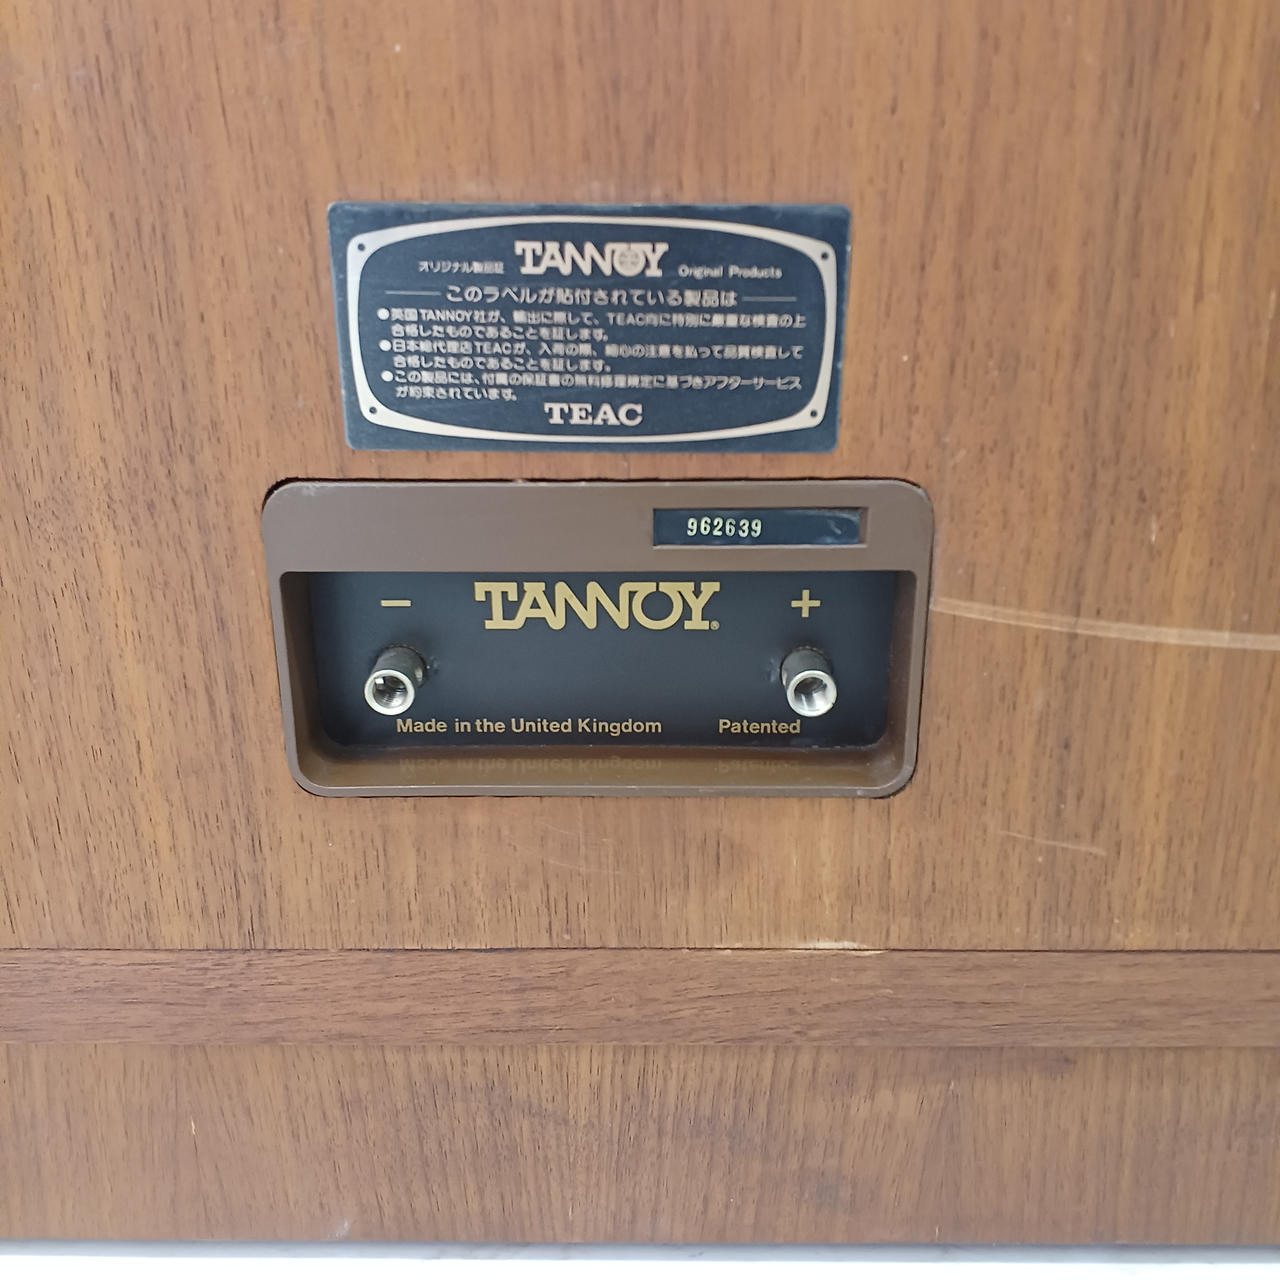 オリジナル製品証 TANNOY Original Products
このラベルが貼付されている製品は
●英国TANNOY社が、輸出に際して、TEAC向に特別に厳重な検査の上
合格したものであることを証します。
●日本総代理店TEACが、入荷の際、細心の注意を払って品質検査して
合格したものであることを証します。
●この製品には、付属の保証書の無料修理規定に基づきアフターサービス
が約束されています。
TEAC
962639
− TANNOY® +
Made in the United Kingdom Patented